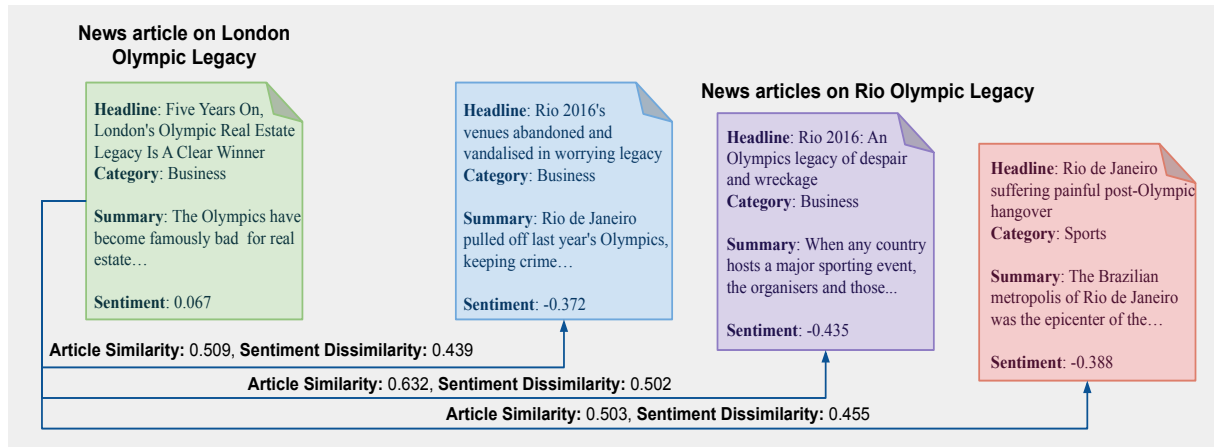 News article on London
Olympic Legacy
Headline: Five Years On,
London's Olympic Real Estate
Legacy Is A Clear Winner
Category: Business
Summary: The Olympics have
become famously bad for real
estate…
Sentiment: 0.067
Headline: Rio 2016's
venues abandoned and
vandalised in worrying legacy
Category: Business
Summary: Rio de Janeiro
pulled off last year's Olympics,
keeping crime…
Sentiment: -0.372
News articles on Rio Olympic Legacy
Headline: Rio 2016: An
Olympics legacy of despair
and wreckage
Category: Business
Summary: When any country
hosts a major sporting event,
the organisers and those...
Sentiment: -0.435
Headline: Rio de Janeiro
suffering painful post-Olympic
hangover
Category: Sports
Summary: The Brazilian
metropolis of Rio de Janeiro
was the epicenter of the…
Sentiment: -0.388
Article Similarity: 0.509, Sentiment Dissimilarity: 0.439
Article Similarity: 0.632, Sentiment Dissimilarity: 0.502
Article Similarity: 0.503, Sentiment Dissimilarity: 0.455